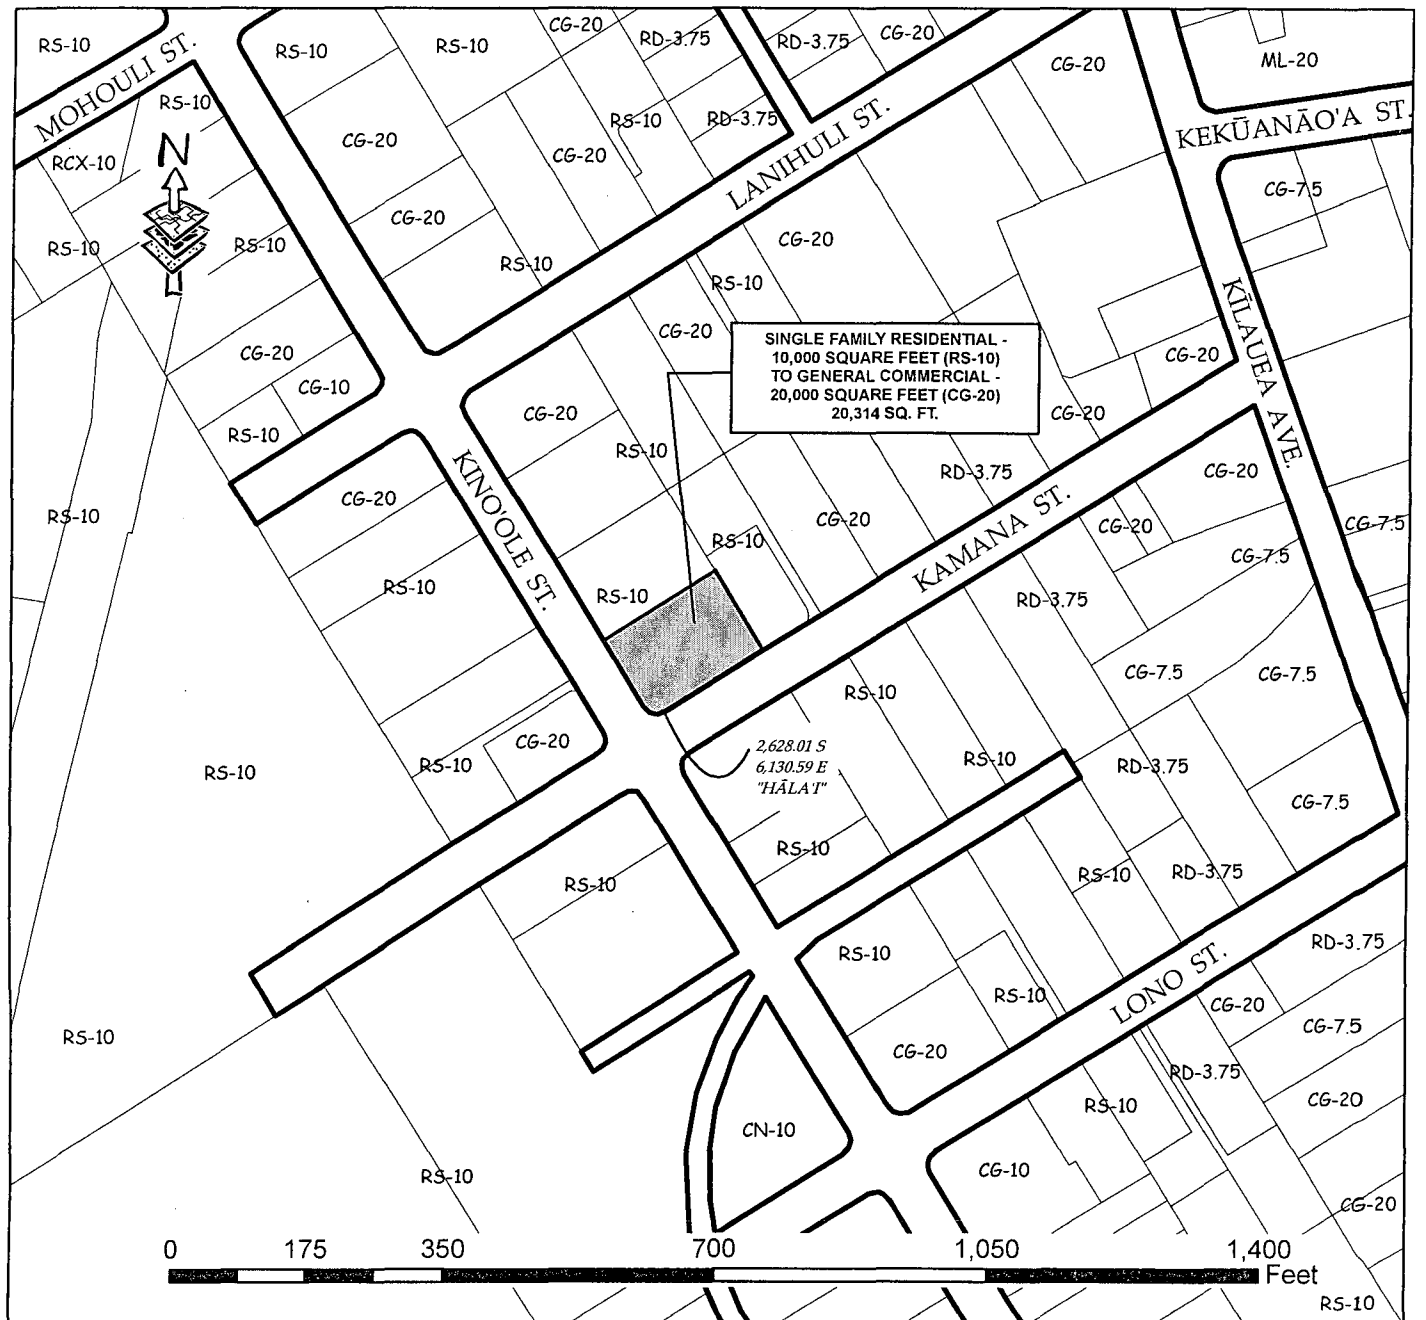 RS-10
MOHOULI ST.
RS-10
RS-10
CG-20
RD-3.75
RD-3.75
CG-20
CG-20
ML-20
RS-10
RCX-10
N
CG-20
CG-20
RS-10
RD-3.75
LANIHULI ST.
KEKŪANĀO'A ST.
CG-7.5
RS-10
RS-10
CG-20
RS-10
CG-20
RS-10
CG-20
KĪLAUEA AVE.
SINGLE FAMILY RESIDENTIAL -
10,000 SQUARE FEET (RS-10)
TO GENERAL COMMERCIAL -
20,000 SQUARE FEET (CG-20)
20,314 SQ. FT.
CG-20
CG-20
CG-10
RS-10
CG-20
RS-10
CG-20
RD-3.75
CG-20
CG-20
KINO'OLE ST.
RS-10
CG-20
RS-10
CG-20
KAMANA ST.
CG-20
CG-7.5
CG-7.5
RS-10
RS-10
RD-3.75
RS-10
CG-7.5
CG-7.5
CG-20
2,628.01 S
6,130.59 E
"HĀLA'I"
RS-10
RS-10
RS-10
RD-3.75
CG-7.5
RS-10
RS-10
RS-10
RD-3.75
RS-10
RS-10
LONO ST.
RD-3.75
CG-20
CG-7.5
RS-10
CG-20
RD-3.75
CG-20
RS-10
CN-10
CG-10
RS-10
CG-20
0 175 350 700 1,050 1,400
Feet
RS-10